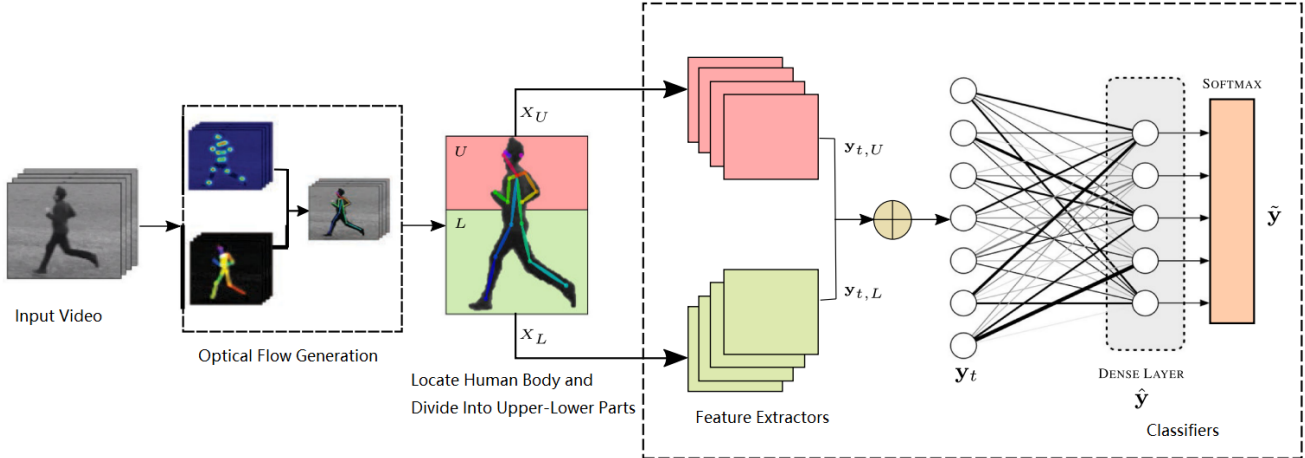 Input Video
Optical Flow Generation
U
L
X_U
X_L
Locate Human Body and
Divide Into Upper-Lower Parts
y_{t,U}
y_{t,L}
Feature Extractors
y_t
DENSE LAYER
ŷ
SOFTMAX
ỹ
Classifiers